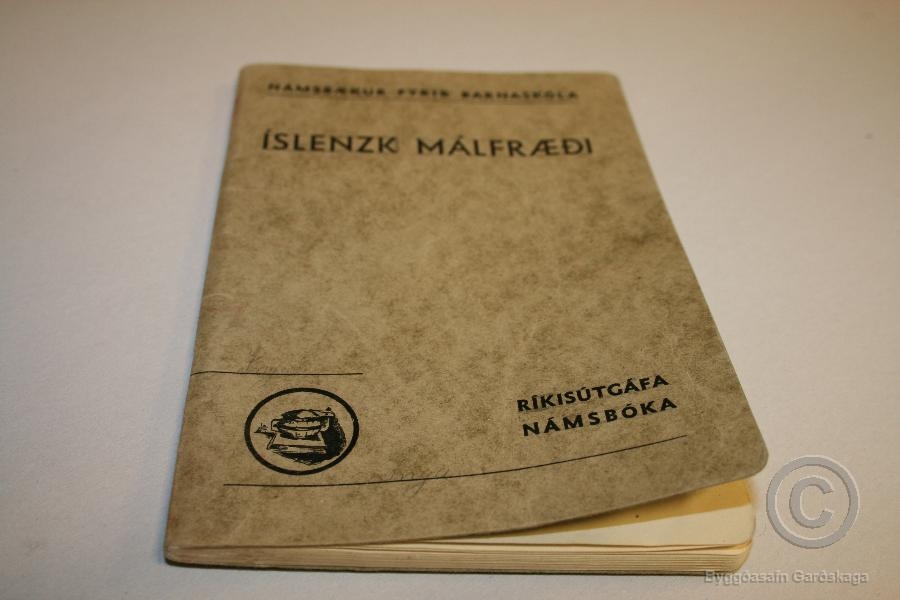 NÁMSBÆKUR FYRIR BARNASKÓLA
ÍSLENZK MÁLFRÆÐI
RÍKISÚTGÁFA
NÁMSBÓKA
©
Byggðasafn Garðskaga